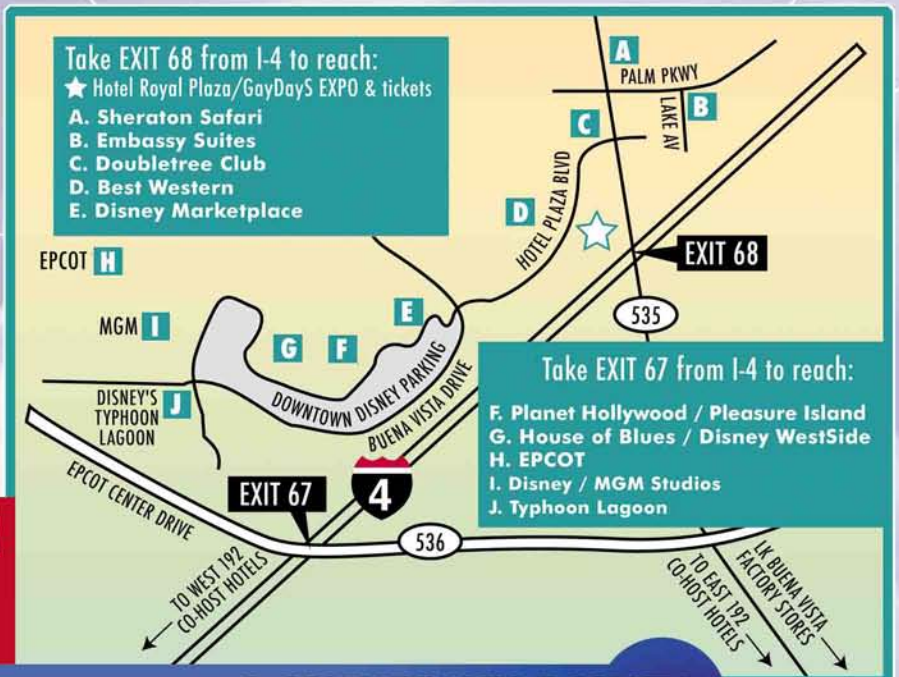 Take EXIT 68 from I-4 to reach:
Hotel Royal Plaza/GayDayS EXPO & tickets
A. Sheraton Safari
B. Embassy Suites
C. Doubletree Club
D. Best Western
E. Disney Marketplace
A
PALM PKWY
LAKE AV
B
C
HOTEL PLAZA BLVD
D
EXIT 68
535
EPCOT H
MGM I
E
G
F
DOWNTOWN DISNEY PARKING
BUENA VISTA DRIVE
DISNEY'S
TYPHOON
LAGOON
J
Take EXIT 67 from I-4 to reach:
F. Planet Hollywood / Pleasure Island
G. House of Blues / Disney WestSide
H. EPCOT
I. Disney / MGM Studios
J. Typhoon Lagoon
EPCOT CENTER DRIVE
EXIT 67
4
536
TO WEST 192
CO-HOST HOTELS
TO EAST 192
CO-HOST HOTELS
LK BUENA VISTA
FACTORY STORES